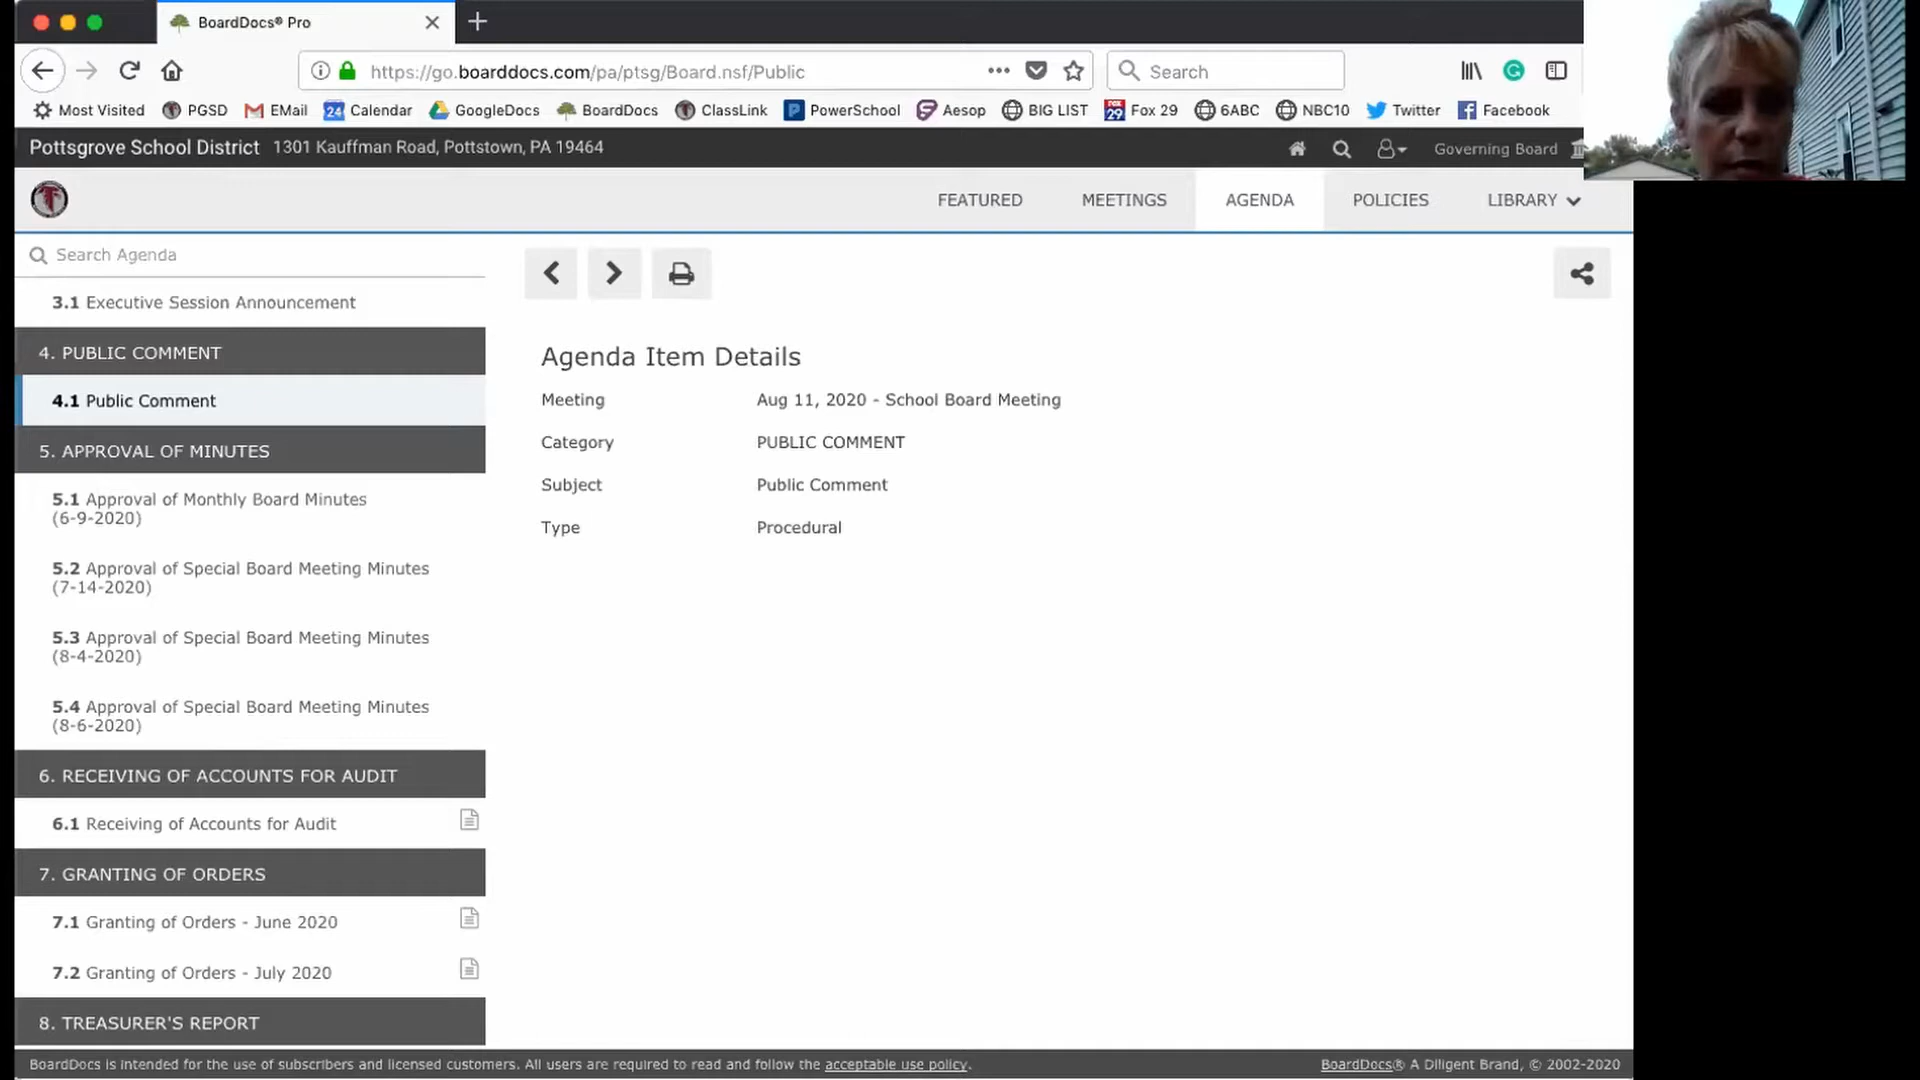 BoardDocs® Pro
https://go.boarddocs.com/pa/ptsg/Board.nsf/Public
Search
Most Visited PGSD EMail 24 Calendar GoogleDocs BoardDocs ClassLink PowerSchool Aesop BIG LIST Fox 29 6ABC NBC10 Twitter Facebook
Pottsgrove School District 1301 Kauffman Road, Pottstown, PA 19464 Governing Board
FEATURED MEETINGS AGENDA POLICIES LIBRARY
Search Agenda
3.1 Executive Session Announcement
4. PUBLIC COMMENT
4.1 Public Comment
5. APPROVAL OF MINUTES
5.1 Approval of Monthly Board Minutes
(6-9-2020)
5.2 Approval of Special Board Meeting Minutes
(7-14-2020)
5.3 Approval of Special Board Meeting Minutes
(8-4-2020)
5.4 Approval of Special Board Meeting Minutes
(8-6-2020)
6. RECEIVING OF ACCOUNTS FOR AUDIT
6.1 Receiving of Accounts for Audit
7. GRANTING OF ORDERS
7.1 Granting of Orders - June 2020
7.2 Granting of Orders - July 2020
8. TREASURER'S REPORT
Agenda Item Details
Meeting Aug 11, 2020 - School Board Meeting
Category PUBLIC COMMENT
Subject Public Comment
Type Procedural
BoardDocs is intended for the use of subscribers and licensed customers. All users are required to read and follow the acceptable use policy.
BoardDocs® A Diligent Brand, © 2002-2020